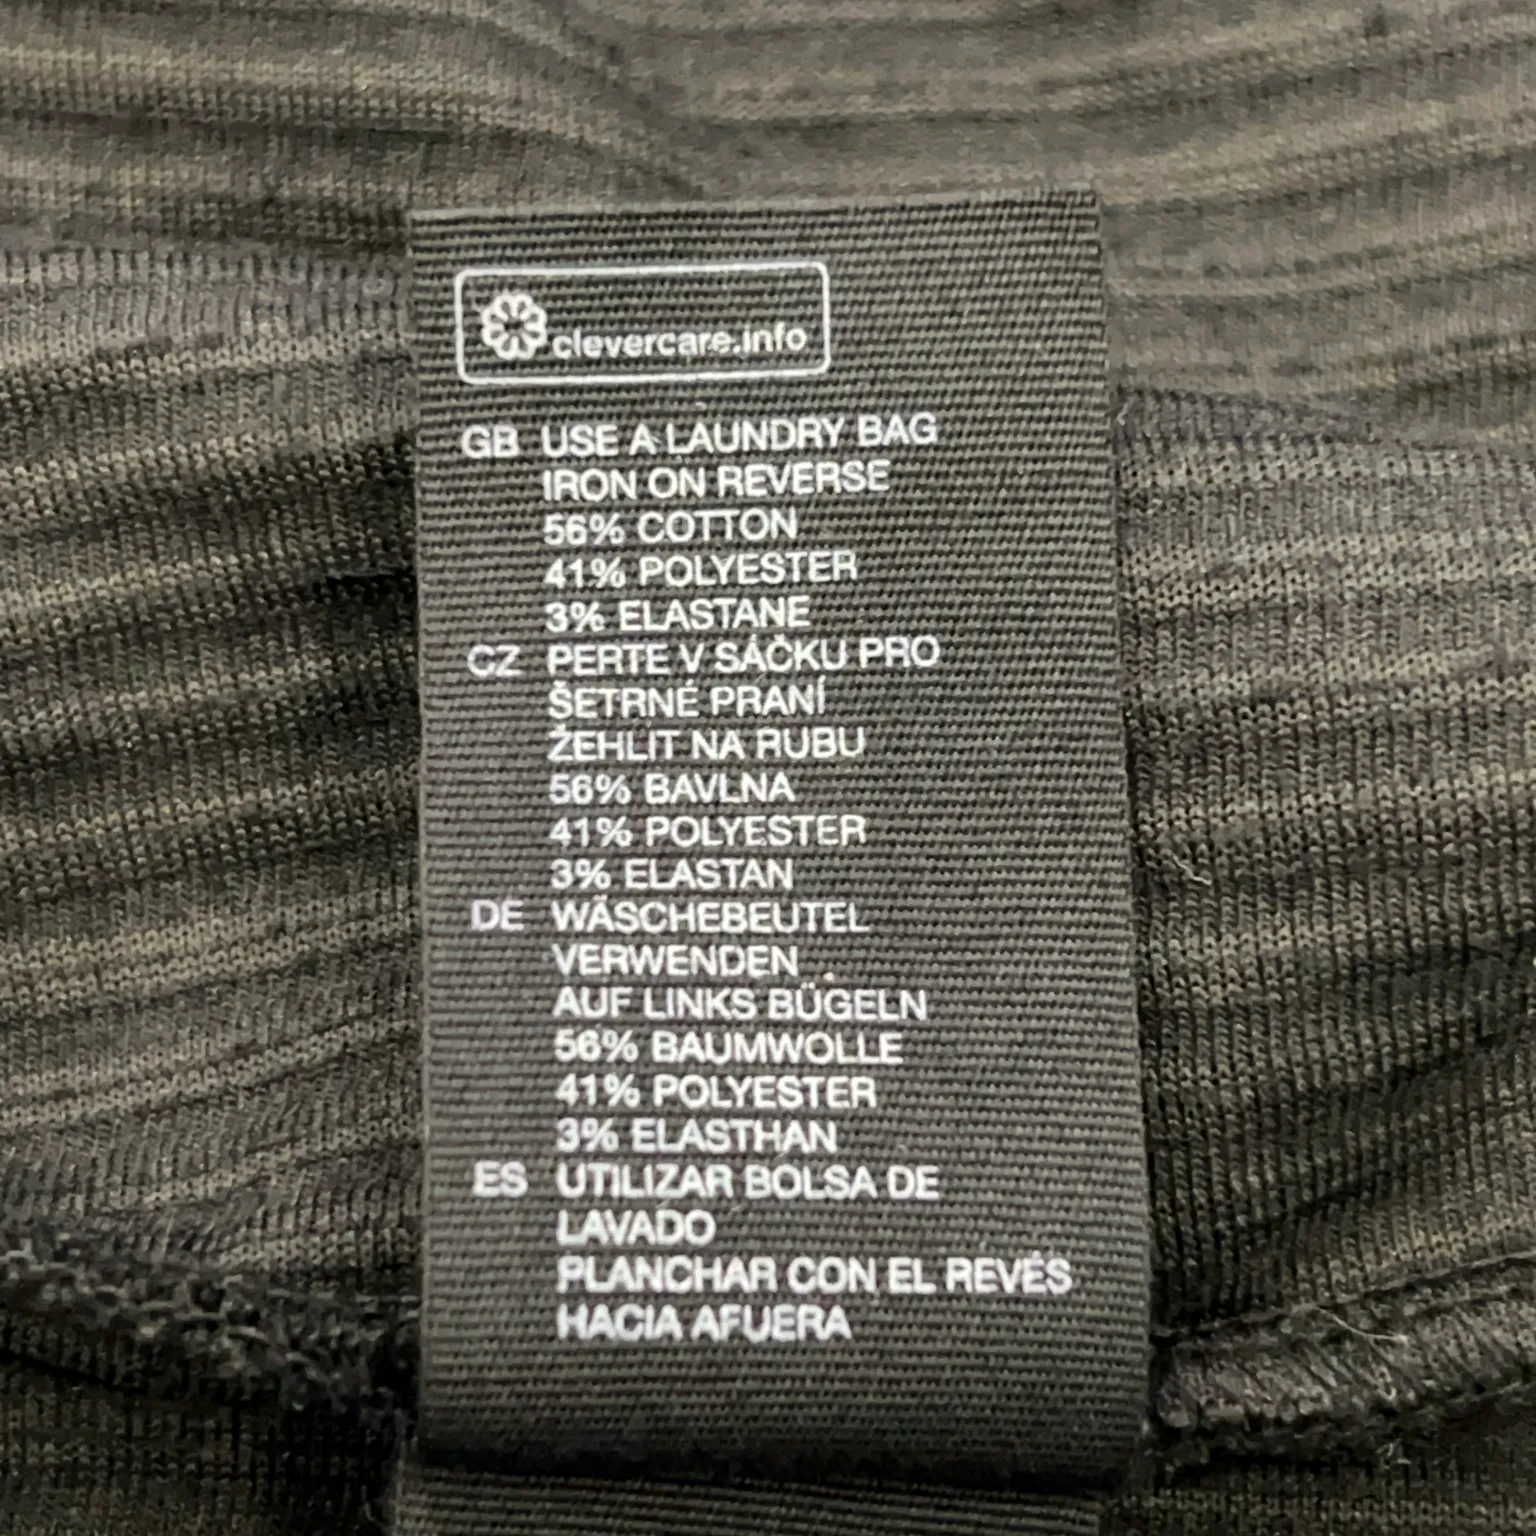 clevercare.info
GB USE A LAUNDRY BAG
IRON ON REVERSE
56% COTTON
41% POLYESTER
3% ELASTANE
CZ PERTE V SÁČKU PRO
ŠETRNÉ PRANÍ
ŽEHLIT NA RUBU
56% BAVLNA
41% POLYESTER
3% ELASTAN
DE WÄSCHEBEUTEL
VERWENDEN
AUF LINKS BÜGELN
56% BAUMWOLLE
41% POLYESTER
3% ELASTHAN
ES UTILIZAR BOLSA DE
LAVADO
PLANCHAR CON EL REVÉS
HACIA AFUERA